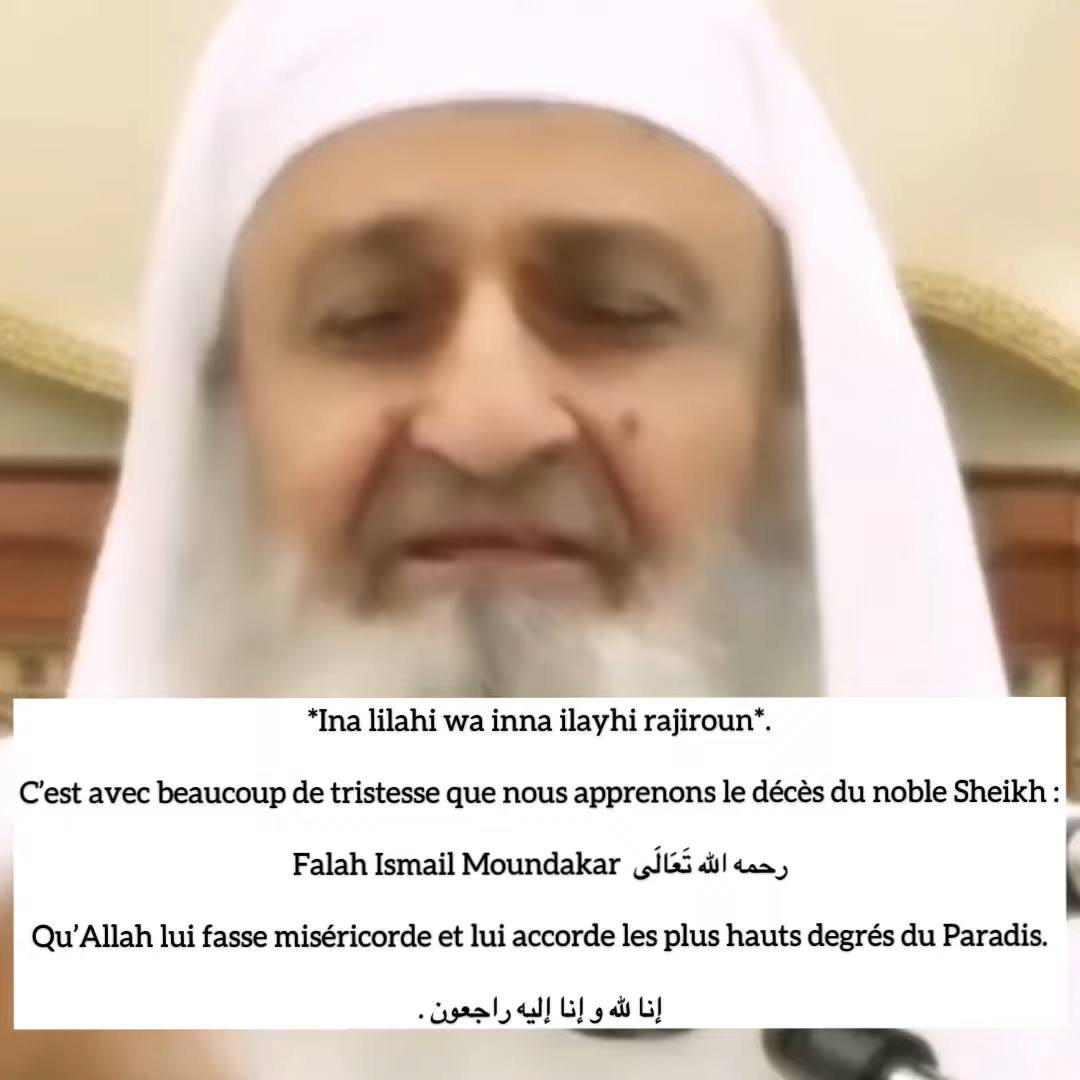 *Ina lilahi wa inna ilayhi rajiroun*.
C’est avec beaucoup de tristesse que nous apprenons le décès du noble Sheikh :
Falah Ismail Moundakar رحمه الله تَعَالَى
Qu’Allah lui fasse miséricorde et lui accorde les plus hauts degrés du Paradis.
إنا لله و إنا إليه راجعون .